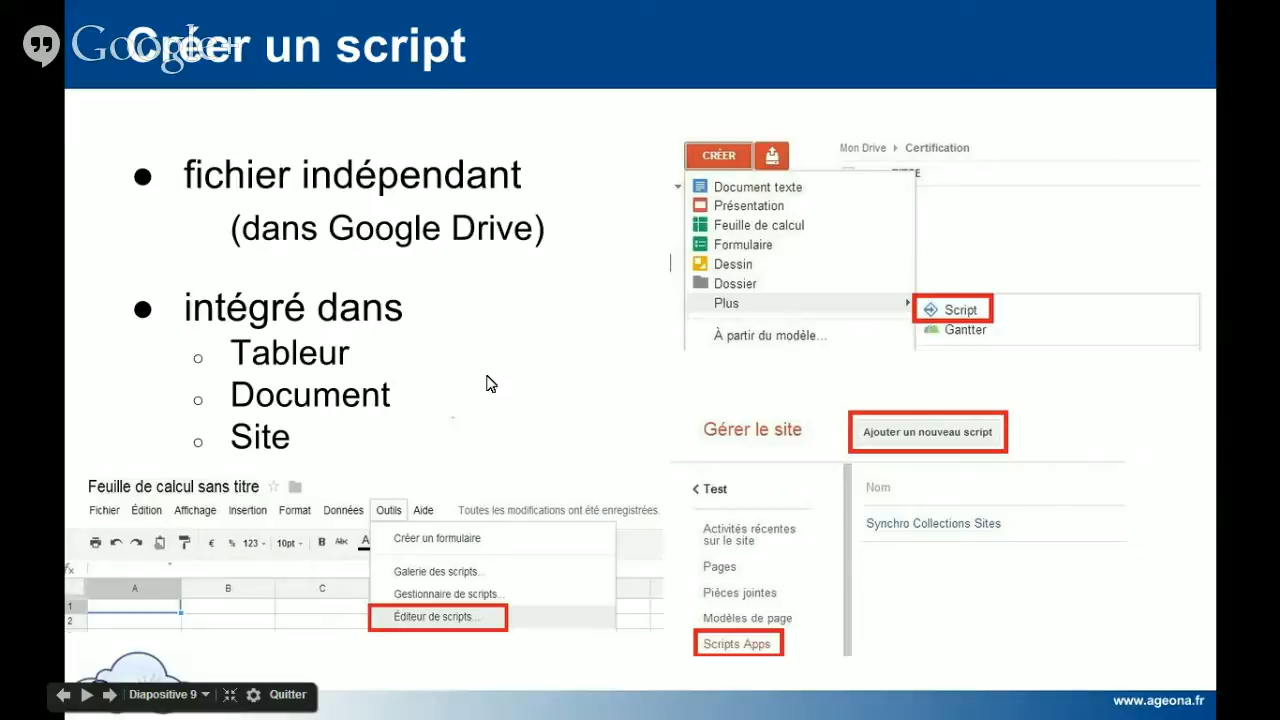 Google+
Créer un script
fichier indépendant
(dans Google Drive)
intégré dans
Tableur
Document
Site
CRÉER
Mon Drive
Certification
Document texte
Présentation
Feuille de calcul
Formulaire
Dessin
Dossier
Plus
Script
Gantter
À partir du modèle...
Feuille de calcul sans titre
Fichier Édition Affichage Insertion Format Données Outils Aide Toutes les modifications ont été enregistrées.
€ % 123 10pt B Abc A
Créer un formulaire
Galerie des scripts...
Gestionnaire de scripts...
Éditeur de scripts...
fx
A B C
1
2
Gérer le site
Ajouter un nouveau script
Test
Nom
Synchro Collections Sites
Activités récentes
sur le site
Pages
Pièces jointes
Modèles de page
Scripts Apps
Diapositive 9
Quitter
www.ageona.fr